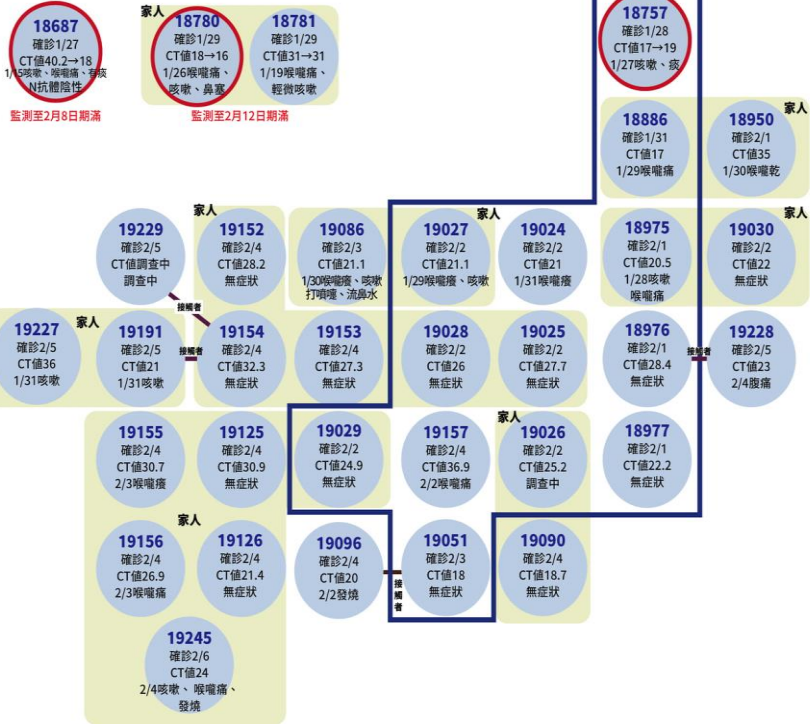 18687
確診1/27
CT值40.2→18
1/15咳嗽、喉嚨痛、有痰
N抗體陰性
監測至2月8日期滿
家人
18780
確診1/29
CT值18→16
1/26喉嚨痛、
咳嗽、鼻塞
18781
確診1/29
CT值31→31
1/19喉嚨痛、
輕微咳嗽
監測至2月12日期滿
18757
確診1/28
CT值17→19
1/27咳嗽、痰
家人
18886
確診1/31
CT值17
1/29喉嚨痛
18950
確診2/1
CT值35
1/30喉嚨乾
19229
確診2/5
CT值調查中
調查中
家人
19152
確診2/4
CT值28.2
無症狀
19086
確診2/3
CT值21.1
1/30喉嚨癢、咳嗽
打噴嚏、流鼻水
家人
19027
確診2/2
CT值21.1
1/29喉嚨癢、咳嗽
19024
確診2/2
CT值21
1/31喉嚨癢
家人
18975
確診2/1
CT值20.5
1/28咳嗽
喉嚨痛
19030
確診2/2
CT值22
無症狀
接觸者
19227
確診2/5
CT值36
1/31咳嗽
家人
19191
確診2/5
CT值21
1/31咳嗽
接觸者
19154
確診2/4
CT值32.3
無症狀
19153
確診2/4
CT值27.3
無症狀
19028
確診2/2
CT值26
無症狀
19025
確診2/2
CT值27.7
無症狀
18976
確診2/1
CT值28.4
無症狀
接觸者
19228
確診2/5
CT值23
2/4腹痛
19155
確診2/4
CT值30.7
2/3喉嚨癢
19125
確診2/4
CT值30.9
無症狀
19029
確診2/2
CT值24.9
無症狀
19157
確診2/4
CT值36.9
2/2喉嚨痛
家人
19026
確診2/2
CT值25.2
調查中
18977
確診2/1
CT值22.2
無症狀
家人
19156
確診2/4
CT值26.9
2/3喉嚨痛
19126
確診2/4
CT值21.4
無症狀
19096
確診2/4
CT值20
2/2發燒
接觸者
19051
確診2/3
CT值18
無症狀
19090
確診2/4
CT值18.7
無症狀
19245
確診2/6
CT值24
2/4咳嗽、 喉嚨痛、
發燒